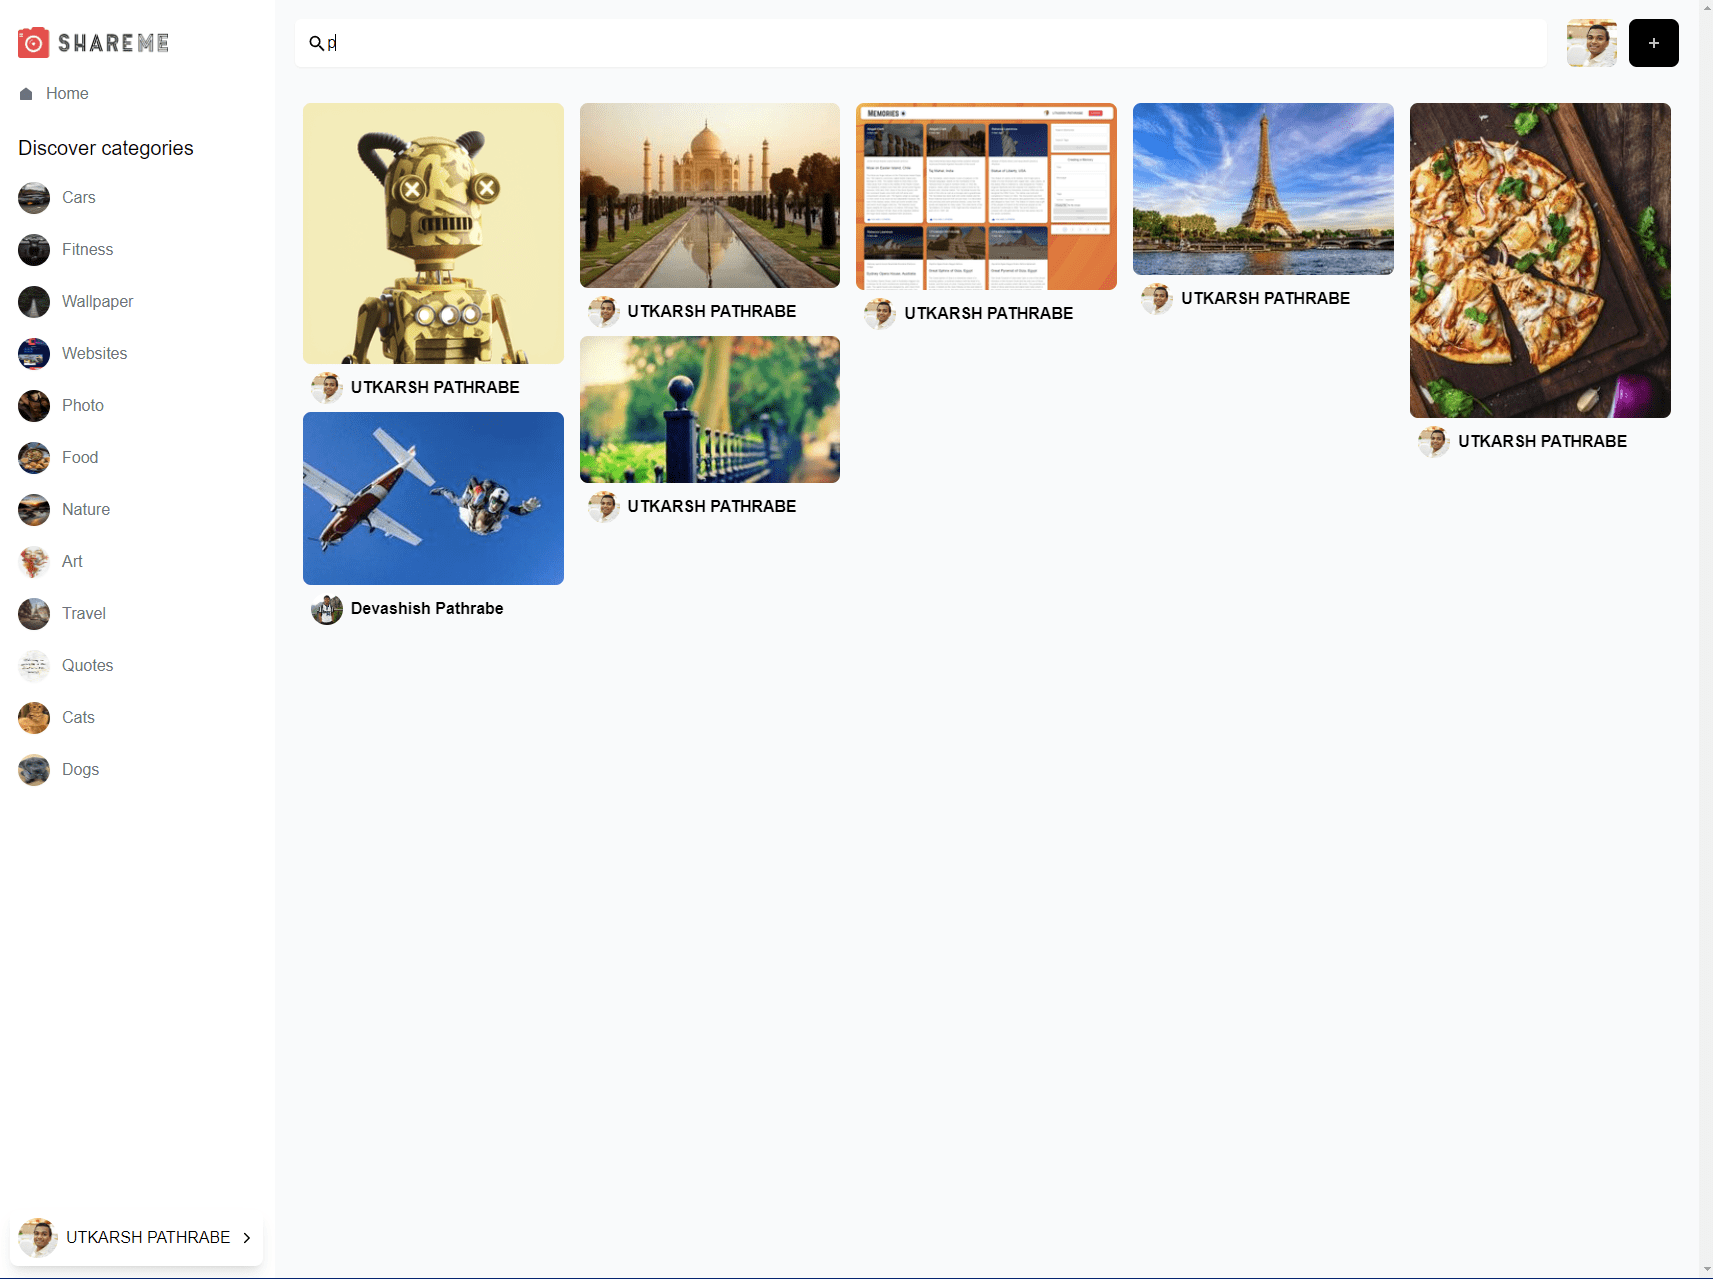 SHAREME
p
+
Home
Discover categories
Cars
Fitness
Wallpaper
Websites
Photo
Food
Nature
Art
Travel
Quotes
Cats
Dogs
UTKARSH PATHRABE
UTKARSH PATHRABE
Devashish Pathrabe
UTKARSH PATHRABE
UTKARSH PATHRABE
MEMORIES
UTKARSH PATHRABE
UTKARSH PATHRABE
UTKARSH PATHRABE